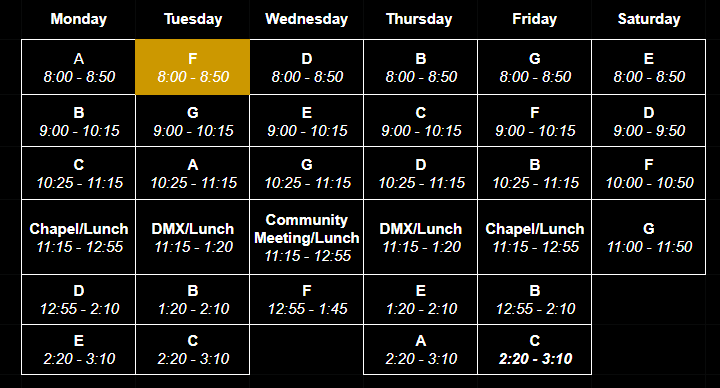 Monday Tuesday Wednesday Thursday Friday Saturday
A F D B G E
8:00 - 8:50 8:00 - 8:50 8:00 - 8:50 8:00 - 8:50 8:00 - 8:50 8:00 - 8:50
B G E C F D
9:00 - 10:15 9:00 - 10:15 9:00 - 10:15 9:00 - 10:15 9:00 - 10:15 9:00 - 9:50
C A G D B F
10:25 - 11:15 10:25 - 11:15 10:25 - 11:15 10:25 - 11:15 10:25 - 11:15 10:00 - 10:50
Chapel/Lunch DMX/Lunch Community Meeting/Lunch DMX/Lunch Chapel/Lunch G
11:15 - 12:55 11:15 - 1:20 11:15 - 12:55 11:15 - 1:20 11:15 - 12:55 11:00 - 11:50
D B F E B
12:55 - 2:10 1:20 - 2:10 12:55 - 1:45 1:20 - 2:10 12:55 - 2:10
E C A C
2:20 - 3:10 2:20 - 3:10 2:20 - 3:10 2:20 - 3:10